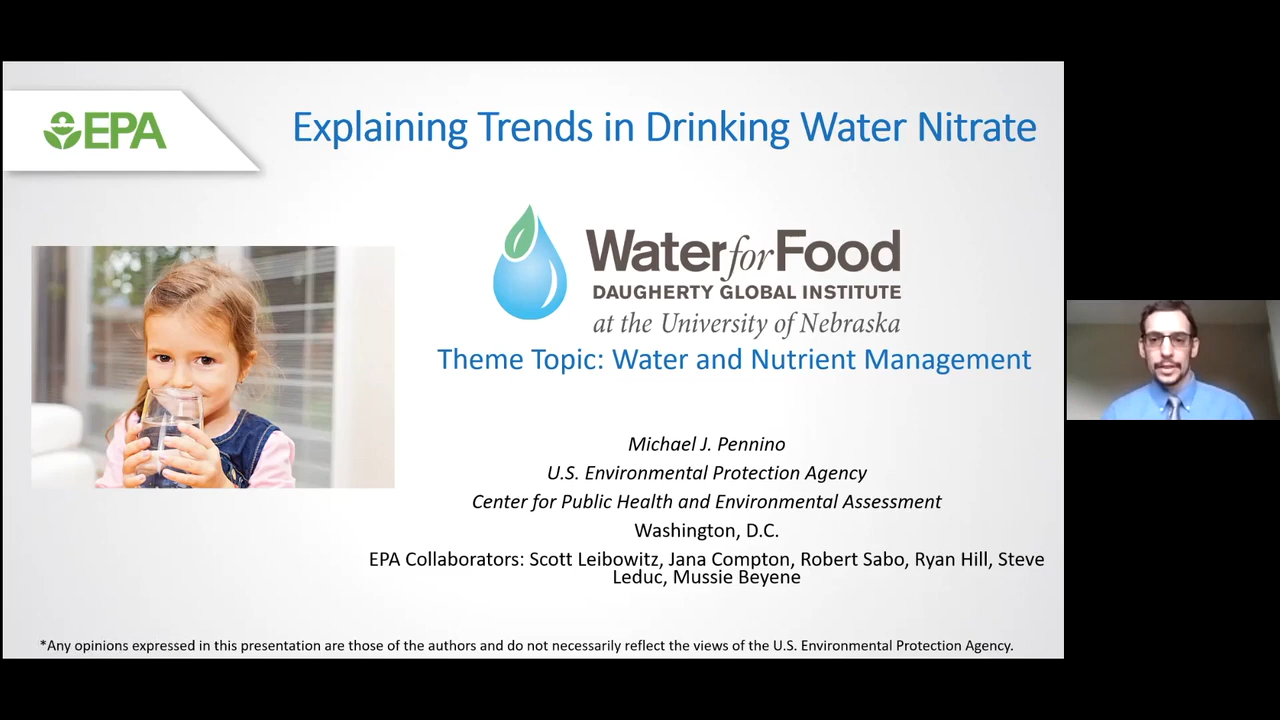 EPA
Explaining Trends in Drinking Water Nitrate
Water for Food
DAUGHERTY GLOBAL INSTITUTE
at the University of Nebraska
Theme Topic: Water and Nutrient Management
Michael J. Pennino
U.S. Environmental Protection Agency
Center for Public Health and Environmental Assessment
Washington, D.C.
EPA Collaborators: Scott Leibowitz, Jana Compton, Robert Sabo, Ryan Hill, Steve
Leduc, Mussie Beyene
*Any opinions expressed in this presentation are those of the authors and do not necessarily reflect the views of the U.S. Environmental Protection Agency.